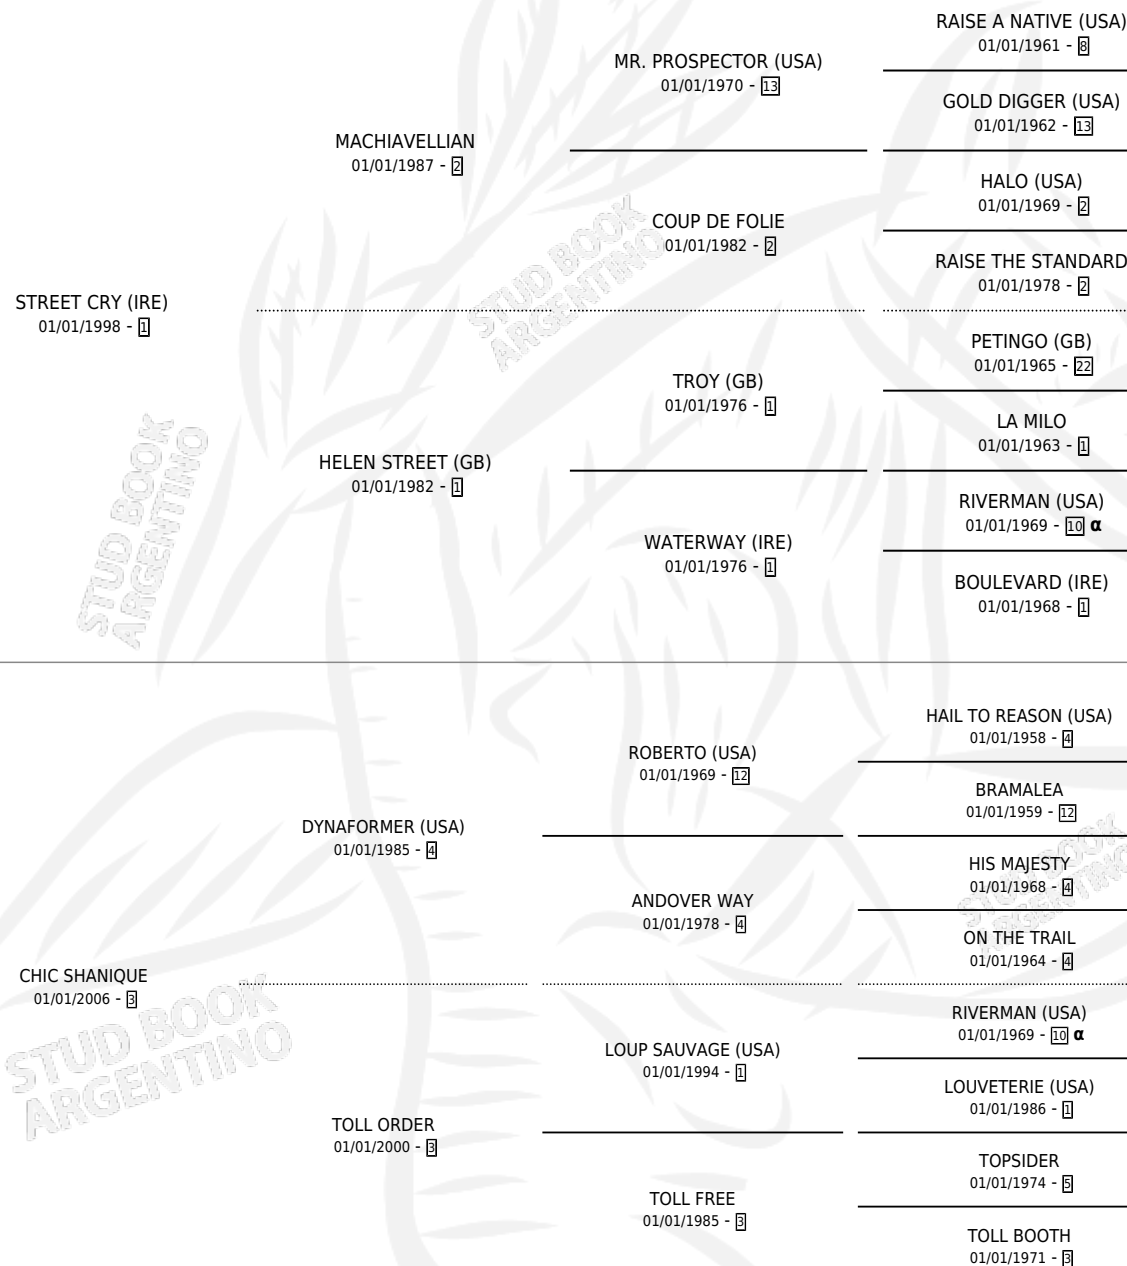 RAISE A NATIVE (USA)
01/01/1961 - 8
MR. PROSPECTOR (USA)
01/01/1970 - 13
GOLD DIGGER (USA)
01/01/1962 - 13
MACHIAVELLIAN
01/01/1987 - 2
HALO (USA)
01/01/1969 - 2
COUP DE FOLIE
01/01/1982 - 2
RAISE THE STANDARD
01/01/1978 - 2
STREET CRY (IRE)
01/01/1998 - 1
PETINGO (GB)
01/01/1965 - 22
TROY (GB)
01/01/1976 - 1
LA MILO
01/01/1963 - 1
HELEN STREET (GB)
01/01/1982 - 1
RIVERMAN (USA)
01/01/1969 - 10 α
WATERWAY (IRE)
01/01/1976 - 1
BOULEVARD (IRE)
01/01/1968 - 1
HAIL TO REASON (USA)
01/01/1958 - 4
ROBERTO (USA)
01/01/1969 - 12
BRAMALEA
01/01/1959 - 12
DYNAFORMER (USA)
01/01/1985 - 4
HIS MAJESTY
01/01/1968 - 4
ANDOVER WAY
01/01/1978 - 4
ON THE TRAIL
01/01/1964 - 4
CHIC SHANIQUE
01/01/2006 - 3
RIVERMAN (USA)
01/01/1969 - 10 α
LOUP SAUVAGE (USA)
01/01/1994 - 1
LOUVETERIE (USA)
01/01/1986 - 1
TOLL ORDER
01/01/2000 - 3
TOPSIDER
01/01/1974 - 5
TOLL FREE
01/01/1985 - 3
TOLL BOOTH
01/01/1971 - 3
STUD BOOK
ARGENTINO
STUD BOOK
ARGENTINO
STUD BOOK
ARGENTINO
STUD BOOK
ARGENTINO